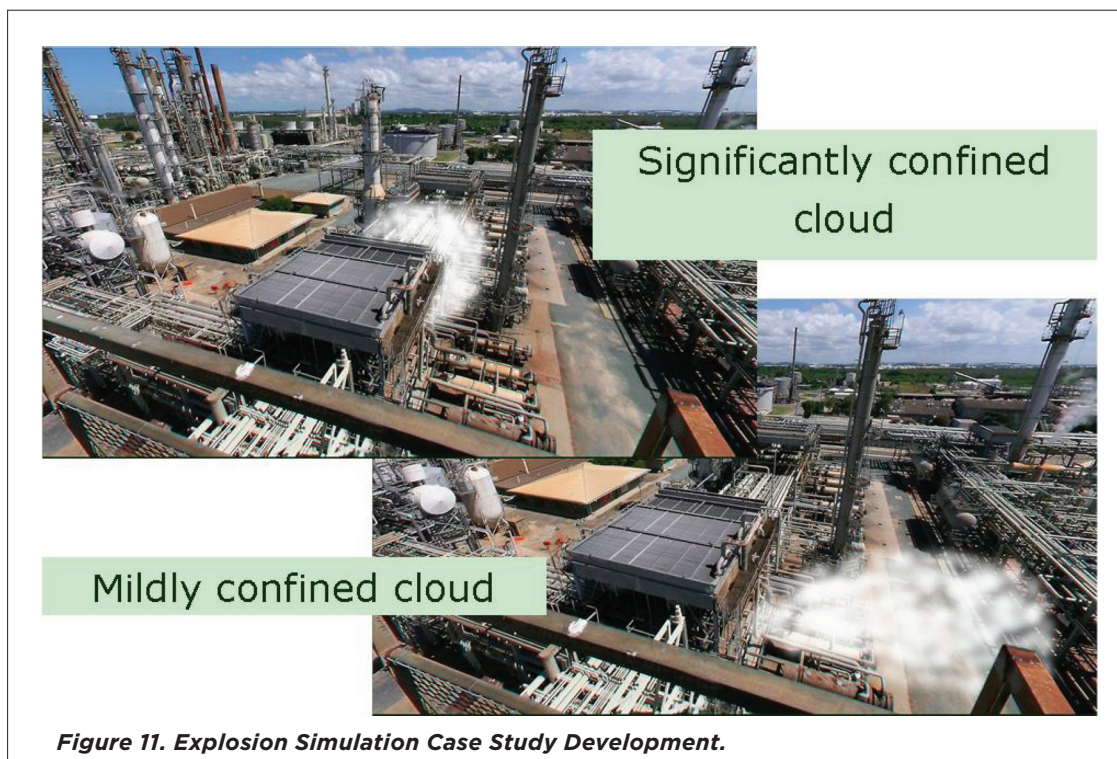 Significantly confined
cloud
Mildly confined cloud
Figure 11. Explosion Simulation Case Study Development.